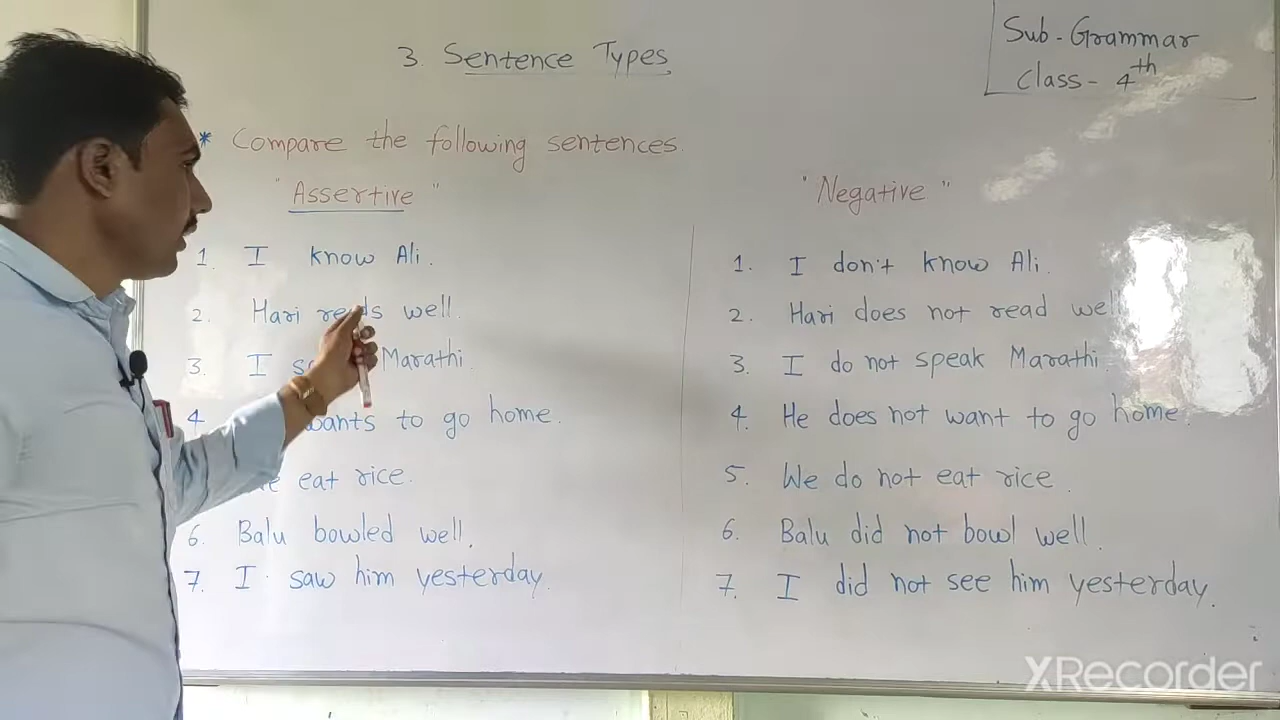 3. Sentence Types
Sub - Grammar
Class - 4th
* Compare the following sentences.
"Assertive"
1. I know Ali.
2. Hari reads well.
3. I Marathi.
4. wants to go home.
eat rice.
6. Balu bowled well.
7. I saw him yesterday.
"Negative"
1. I don't know Ali.
2. Hari does not read well
3. I do not speak Marathi.
4. He does not want to go home.
5. We do not eat rice.
6. Balu did not bowl well.
7. I did not see him yesterday.
XRecorder